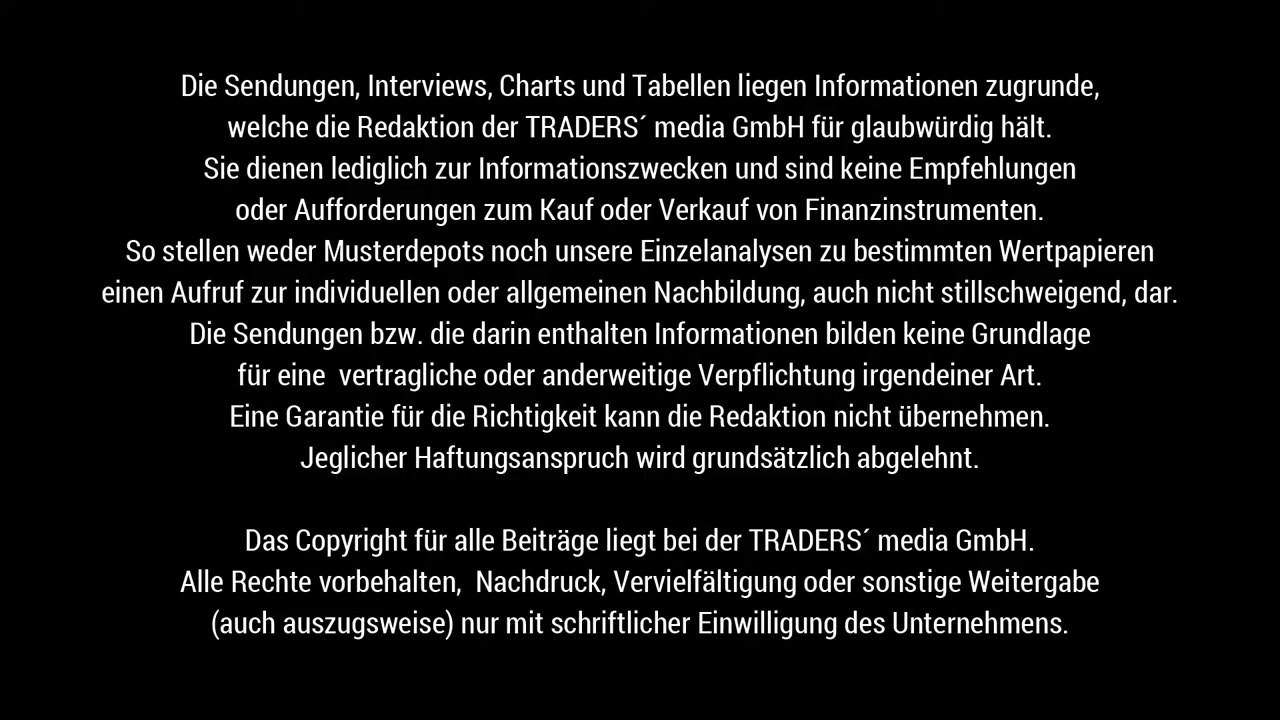 Die Sendungen, Interviews, Charts und Tabellen liegen Informationen zugrunde,
welche die Redaktion der TRADERS´ media GmbH für glaubwürdig hält.
Sie dienen lediglich zur Informationszwecken und sind keine Empfehlungen
oder Aufforderungen zum Kauf oder Verkauf von Finanzinstrumenten.
So stellen weder Musterdepots noch unsere Einzelanalysen zu bestimmten Wertpapieren
einen Aufruf zur individuellen oder allgemeinen Nachbildung, auch nicht stillschweigend, dar.
Die Sendungen bzw. die darin enthalten Informationen bilden keine Grundlage
für eine  vertragliche oder anderweitige Verpflichtung irgendeiner Art.
Eine Garantie für die Richtigkeit kann die Redaktion nicht übernehmen.
Jeglicher Haftungsanspruch wird grundsätzlich abgelehnt.
Das Copyright für alle Beiträge liegt bei der TRADERS´ media GmbH.
Alle Rechte vorbehalten,  Nachdruck, Vervielfältigung oder sonstige Weitergabe
(auch auszugsweise) nur mit schriftlicher Einwilligung des Unternehmens.